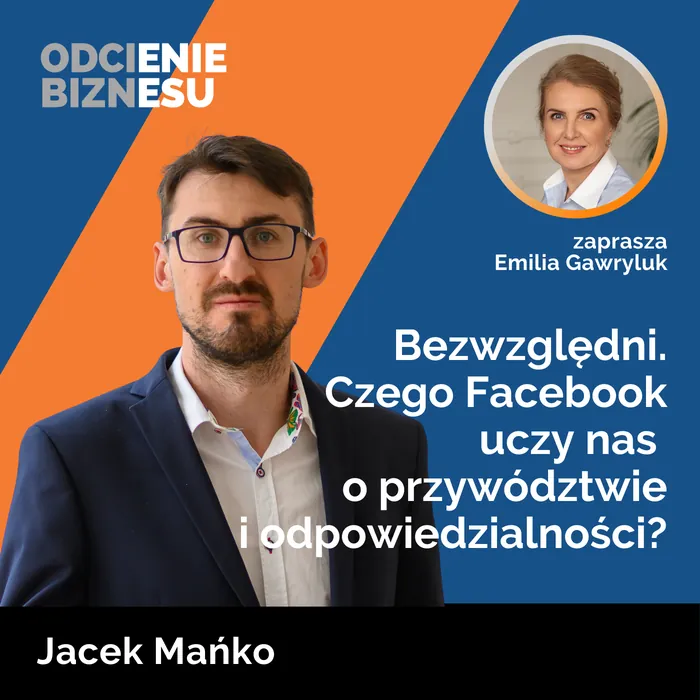 ODCIENIE
BIZNESU
zaprasza
Emilia Gawryluk
Bezwzględni.
Czego Facebook
uczy nas
o przywództwie
i odpowiedzialności?
Jacek Mańko